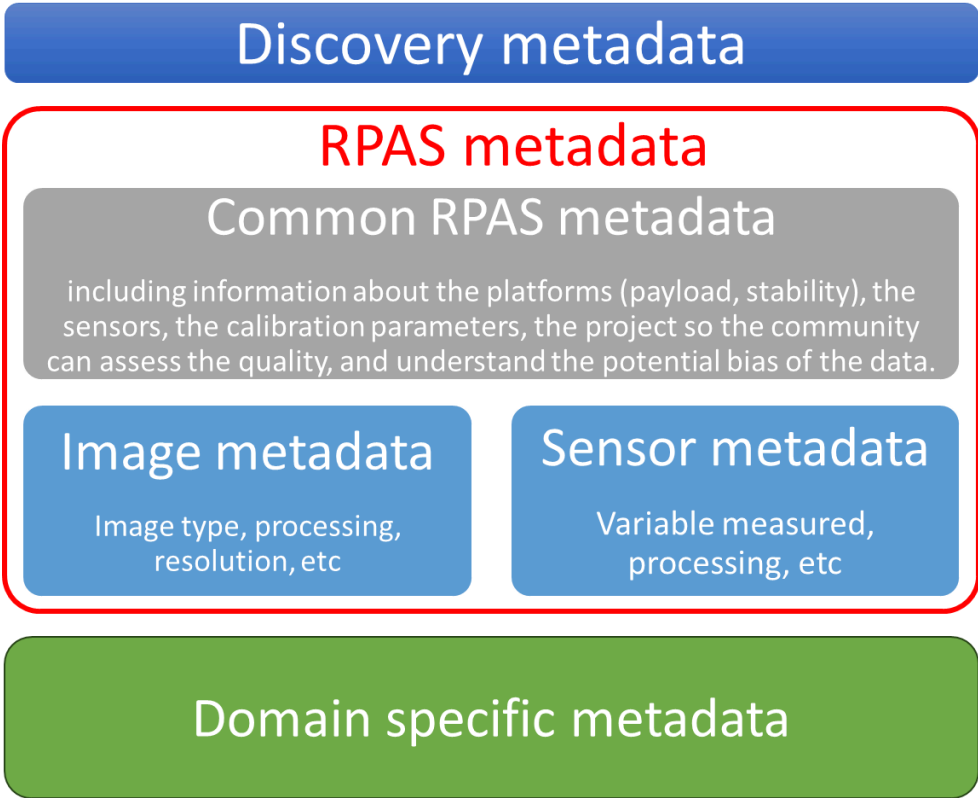 Discovery metadata
RPAS metadata
Common RPAS metadata
including information about the platforms (payload, stability), the
sensors, the calibration parameters, the project so the community
can assess the quality, and understand the potential bias of the data.
Image metadata
Image type, processing,
resolution, etc
Sensor metadata
Variable measured,
processing, etc
Domain specific metadata